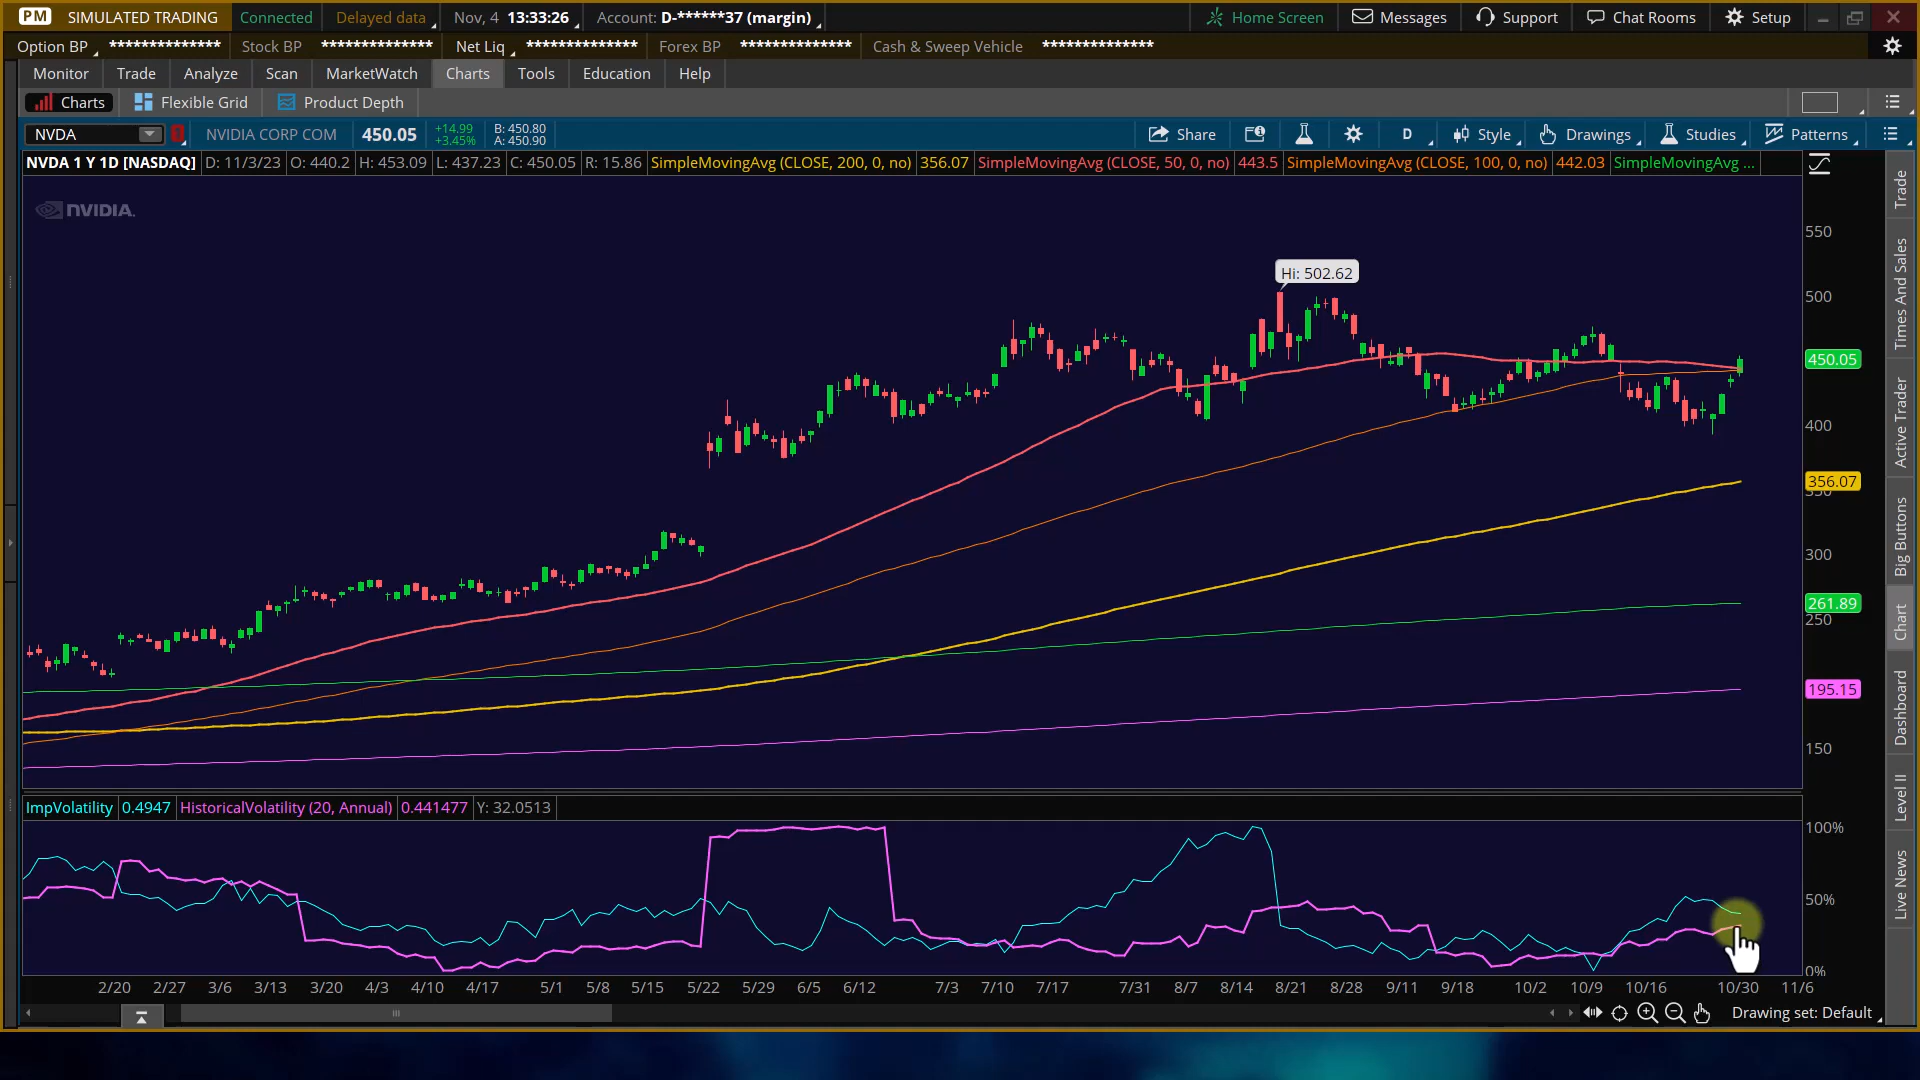 PM SIMULATED TRADING Connected Delayed data Nov, 4 13:33:26 Account: D-******37 (margin) Home Screen Messages Support Chat Rooms Setup
Option BP ************** Stock BP ************** Net Liq ************** Forex BP ************** Cash & Sweep Vehicle **************
Monitor Trade Analyze Scan MarketWatch Charts Tools Education Help
Charts Flexible Grid Product Depth
NVDA NVIDIA CORP COM 450.05 +14.99 +3.45% B: 450.80 A: 450.90 Share D Style Drawings Studies Patterns
NVDA 1 Y 1D [NASDAQ] D: 11/3/23 O: 440.2 H: 453.09 L: 437.23 C: 450.05 R: 15.86 SimpleMovingAvg (CLOSE, 200, 0, no) 356.07 SimpleMovingAvg (CLOSE, 50, 0, no) 443.5 SimpleMovingAvg (CLOSE, 100, 0, no) 442.03 SimpleMovingAvg ...
NVIDIA.
Hi: 502.62
550
500
450.05
400
356.07
350
300
261.89
250
195.15
150
ImpVolatility 0.4947 HistoricalVolatility (20, Annual) 0.441477 Y: 32.0513
100%
50%
0%
2/20 2/27 3/6 3/13 3/20 4/3 4/10 4/17 5/1 5/8 5/15 5/22 5/29 6/5 6/12 7/3 7/10 7/17 7/31 8/7 8/14 8/21 8/28 9/11 9/18 10/2 10/9 10/16 10/30 11/6
Drawing set: Default
Trade
Times And Sales
Active Trader
Big Buttons
Chart
Dashboard
Level II
Live News